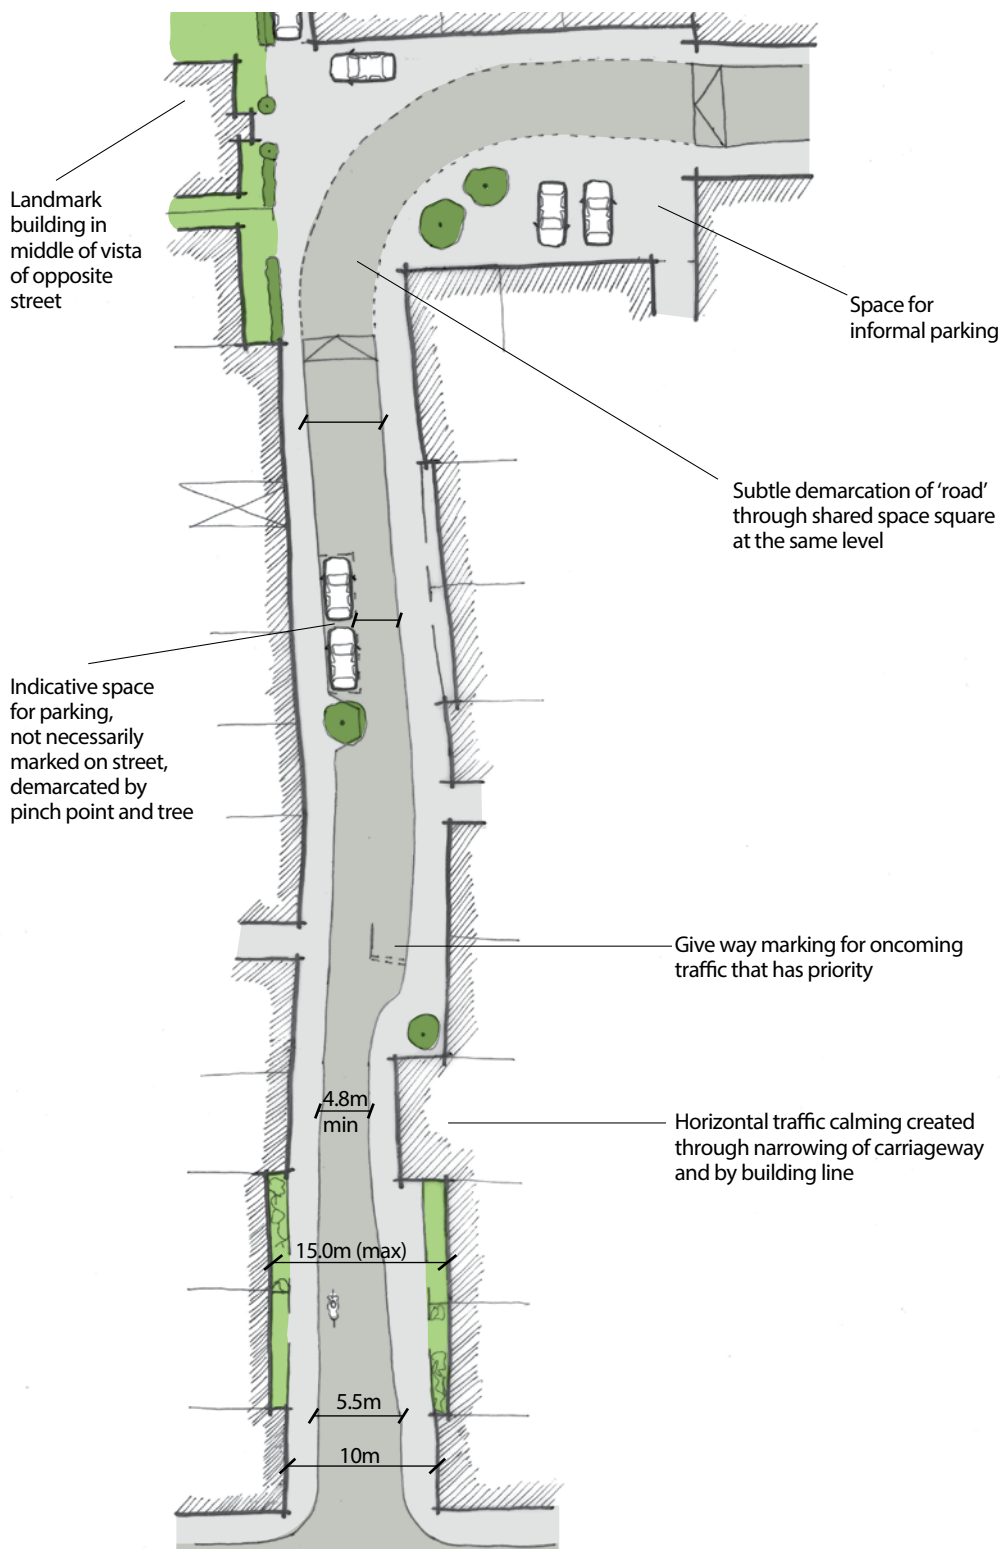 Landmark
building in
middle of vista
of opposite
street
Space for
informal parking
Subtle demarcation of ‘road’
through shared space square
at the same level
Indicative space
for parking,
not necessarily
marked on street,
demarcated by
pinch point and tree
Give way marking for oncoming
traffic that has priority
4.8m
min
Horizontal traffic calming created
through narrowing of carriageway
and by building line
15.0m (max)
5.5m
10m